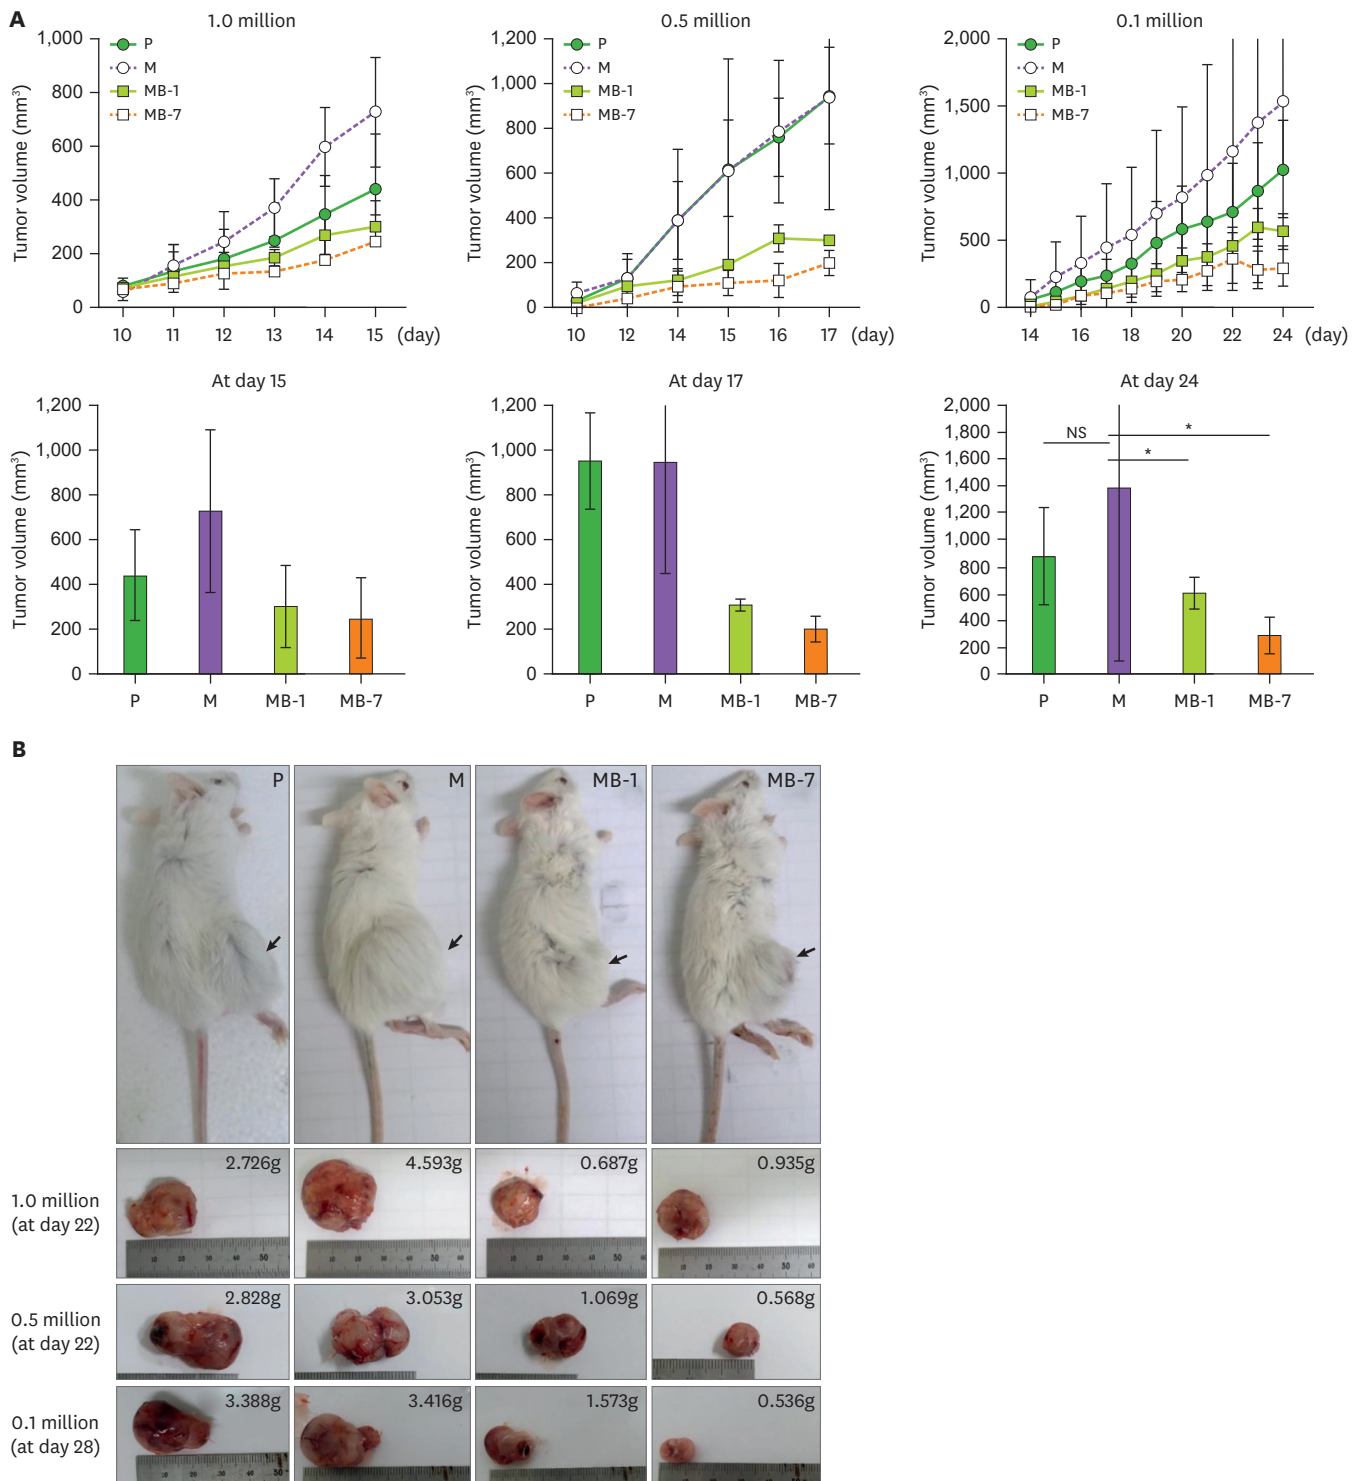 A
1.0 million
Tumor volume (mm³)
1,000
800
600
400
200
0
P
M
MB-1
MB-7
10 11 12 13 14 15 (day)
0.5 million
Tumor volume (mm³)
1,200
1,000
800
600
400
200
0
P
M
MB-1
MB-7
10 12 14 15 16 17 (day)
0.1 million
Tumor volume (mm³)
2,000
1,500
1,000
500
0
P
M
MB-1
MB-7
14 16 18 20 22 24 (day)
At day 15
Tumor volume (mm³)
1,200
1,000
800
600
400
200
0
P M MB-1 MB-7
At day 17
Tumor volume (mm³)
1,200
1,000
800
600
400
200
0
P M MB-1 MB-7
At day 24
Tumor volume (mm³)
2,000
1,800
1,600
1,400
1,200
1,000
800
600
400
200
0
NS
*
*
P M MB-1 MB-7
B
P M MB-1 MB-7
1.0 million
(at day 22)
2.726g 4.593g 0.687g 0.935g
0.5 million
(at day 22)
2.828g 3.053g 1.069g 0.568g
0.1 million
(at day 28)
3.388g 3.416g 1.573g 0.536g